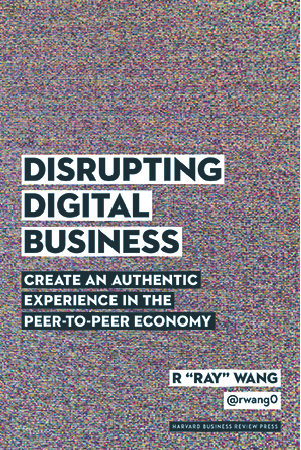 DISRUPTING
DIGITAL
BUSINESS
CREATE AN AUTHENTIC
EXPERIENCE IN THE
PEER-TO-PEER ECONOMY
R “RAY” WANG
@rwang0
HARVARD BUSINESS REVIEW PRESS